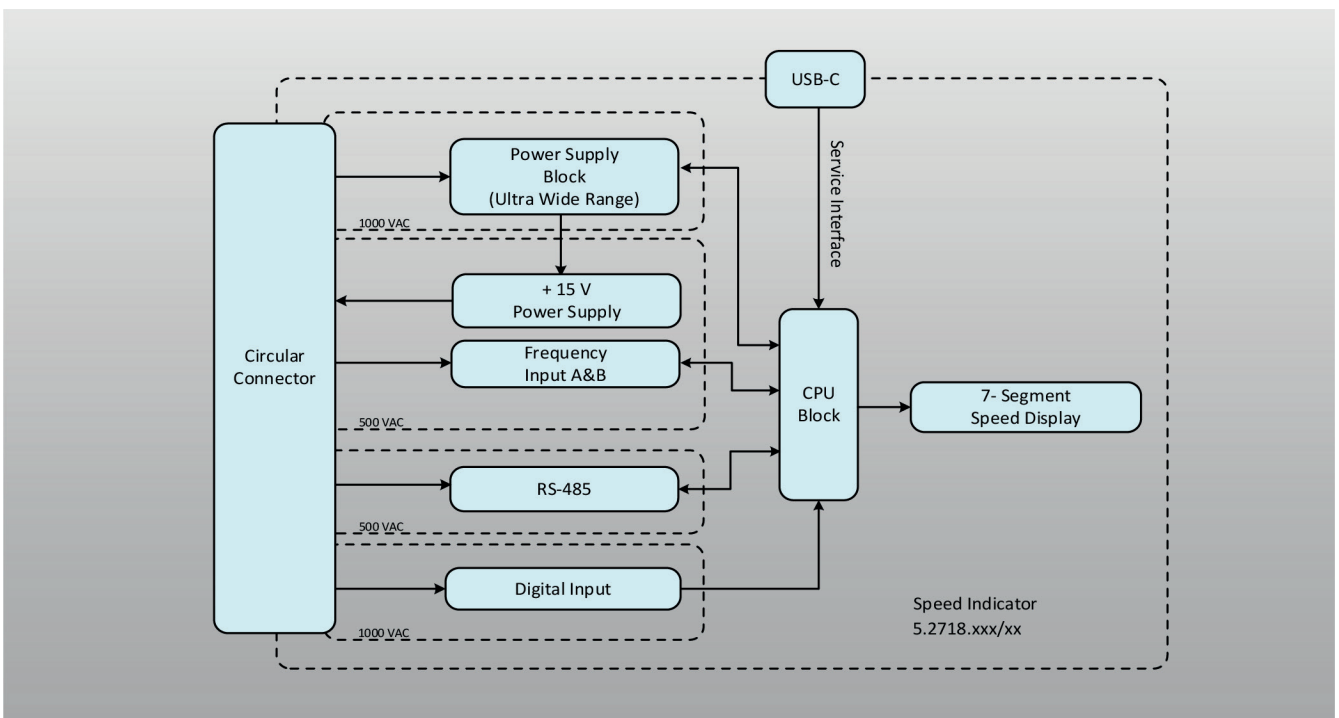 USB-C
Service Interface
Power Supply
Block
(Ultra Wide Range)
1000 VAC
+ 15 V
Power Supply
Circular
Connector
Frequency
Input A&B
500 VAC
CPU
Block
7- Segment
Speed Display
RS-485
500 VAC
Digital Input
1000 VAC
Speed Indicator
5.2718.xxx/xx